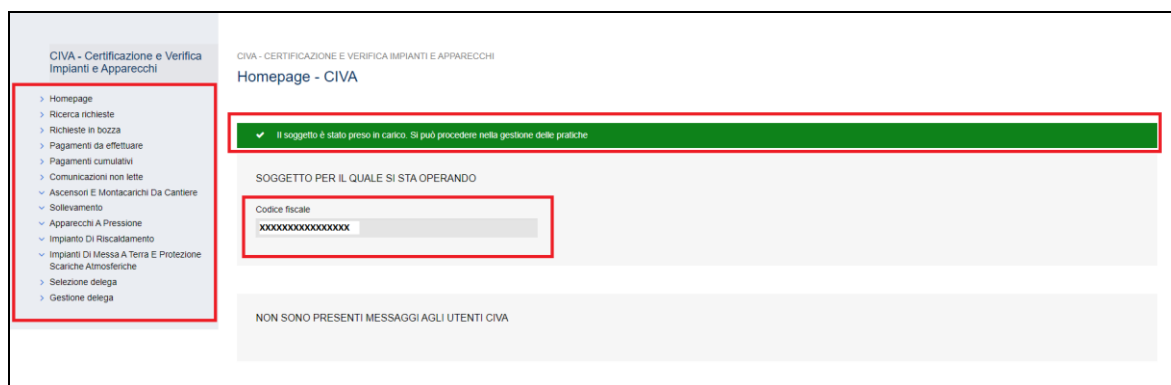 CIVA - Certificazione e Verifica
Impianti e Apparecchi
Homepage
Ricerca richieste
Richieste in bozza
Pagamenti da effettuare
Pagamenti cumulativi
Comunicazioni non lette
Ascensori E Montacarichi Da Cantiere
Sollevamento
Apparecchi A Pressione
Impianto Di Riscaldamento
Impianti Di Messa A Terra E Protezione
Scariche Atmosferiche
Selezione delega
Gestione delega
CIVA - CERTIFICAZIONE E VERIFICA IMPIANTI E APPARECCHI
Homepage - CIVA
Il soggetto è stato preso in carico. Si può procedere nella gestione delle pratiche
SOGGETTO PER IL QUALE SI STA OPERANDO
Codice fiscale
XXXXXXXXXXXXXXXX
NON SONO PRESENTI MESSAGGI AGLI UTENTI CIVA